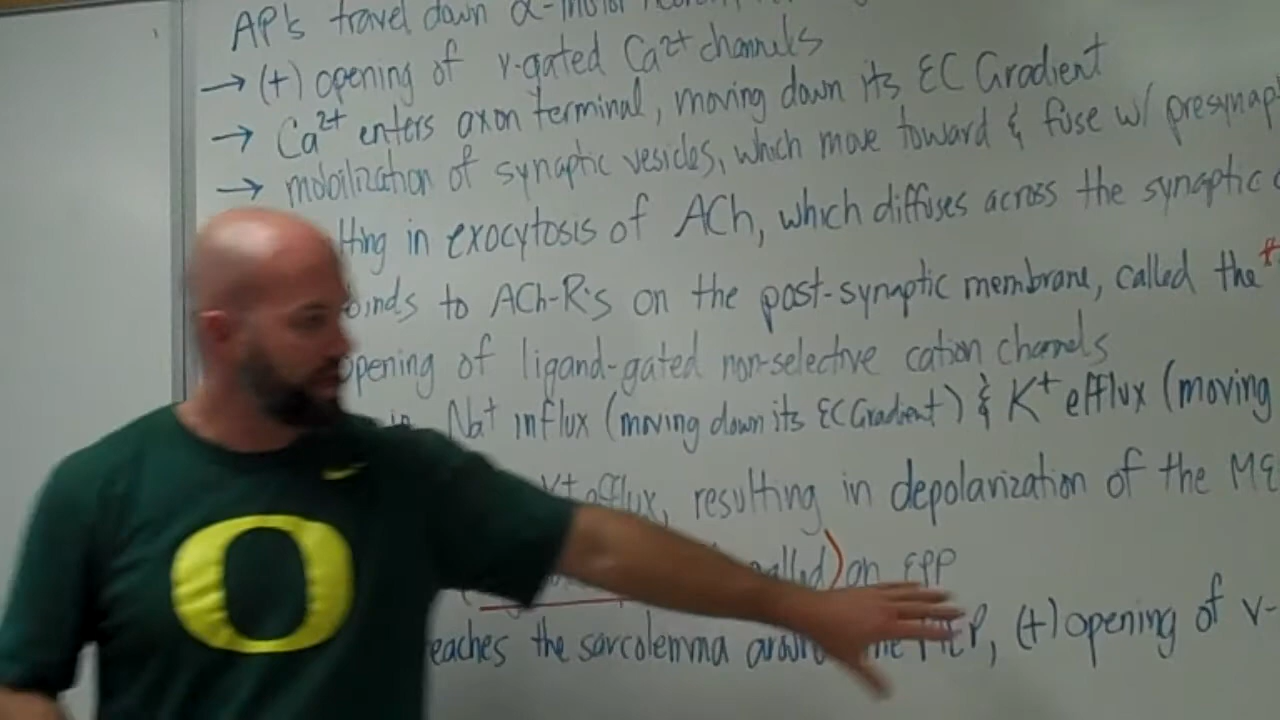 AP's travel down α-motor
→ (+) opening of v-gated Ca2+ channels
→ Ca2+ enters axon terminal, moving down its EC Gradient
→ mobilization of synaptic vesicles, which move toward & fuse w/ presynap
lting in exocytosis of ACh, which diffuses across the synaptic
binds to ACh-R's on the post-synaptic membrane, called the
opening of ligand-gated non-selective cation channels
in Na+ influx (moving down its EC Gradient) & K+ efflux (moving
K+ efflux, resulting in depolarization of the ME
called) an EPP
eaches the sarcolemma around the MEP, (+) opening of v-
O